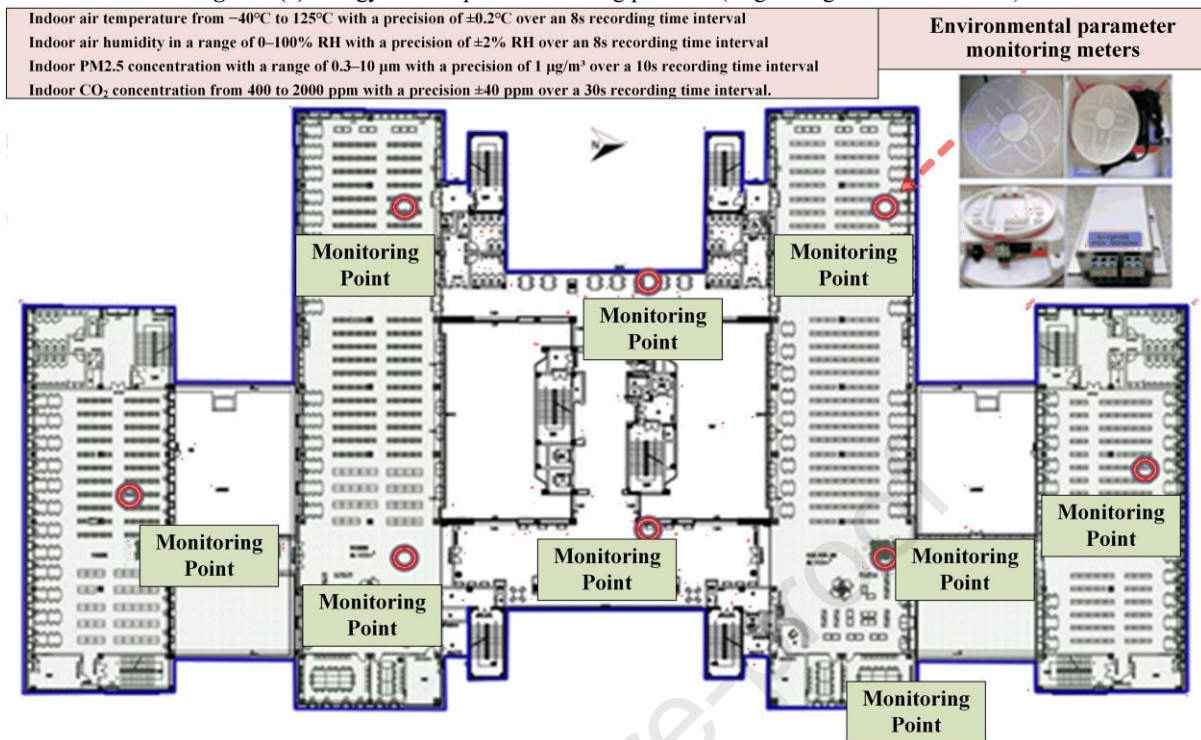 Indoor air temperature from −40℃ to 125℃ with a precision of ±0.2℃ over an 8s recording time interval
Indoor air humidity in a range of 0–100% RH with a precision of ±2% RH over an 8s recording time interval
Indoor PM2.5 concentration with a range of 0.3–10 μm with a precision of 1 μg/m³ over a 10s recording time interval
Indoor CO₂ concentration from 400 to 2000 ppm with a precision ±40 ppm over a 30s recording time interval.
Environmental parameter
monitoring meters
N
Monitoring
Point
Monitoring
Point
Monitoring
Point
Monitoring
Point
Monitoring
Point
Monitoring
Point
Monitoring
Point
Monitoring
Point
Monitoring
Point